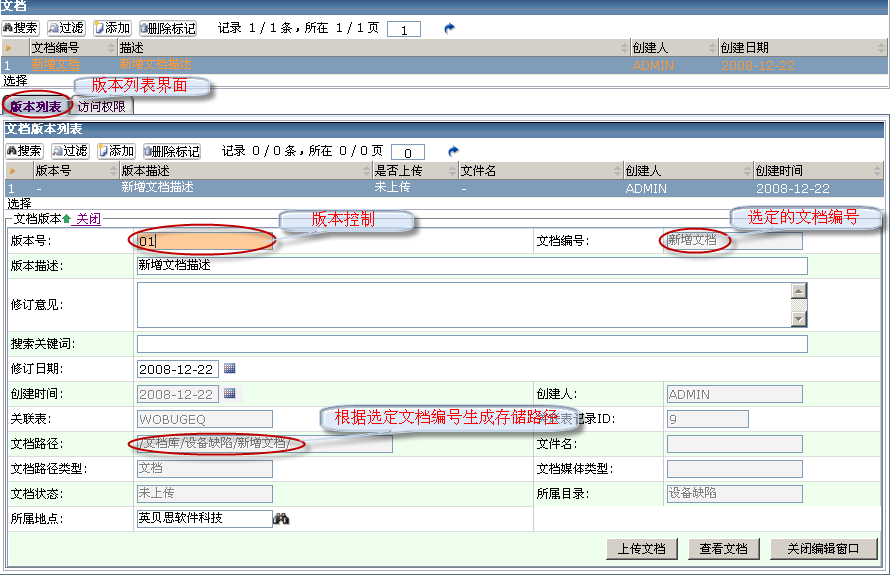 文档
搜索 过滤 添加 删除标记 记录 1 / 1 条，所在 1 / 1 页 1
文档编号 描述 创建人 创建日期
1 新增文档 新增文档描述 ADMIN 2008-12-22
选择
版本列表界面
版本列表 访问权限
文档版本列表
搜索 过滤 添加 删除标记 记录 0 / 0 条，所在 0 / 0 页 0
版本号 版本描述 是否上传 文件名 创建人 创建时间
1 - 新增文档描述 未上传 - ADMIN 2008-12-22
选择
文档版本 关闭
版本控制
选定的文档编号
版本号: 01 文档编号: 新增文档
版本描述: 新增文档描述
修订意见:
搜索关键词:
修订日期: 2008-12-22
创建时间: 2008-12-22 创建人: ADMIN
根据选定文档编号生成存储路径
关联表: WOBUGEQ 表记录ID: 9
文档路径: /文档库/设备缺陷/新增文档/ 文件名:
文档路径类型: 文档 文档媒体类型:
文档状态: 未上传 所属目录: 设备缺陷
所属地点: 英贝思软件科技
上传文档 查看文档 关闭编辑窗口